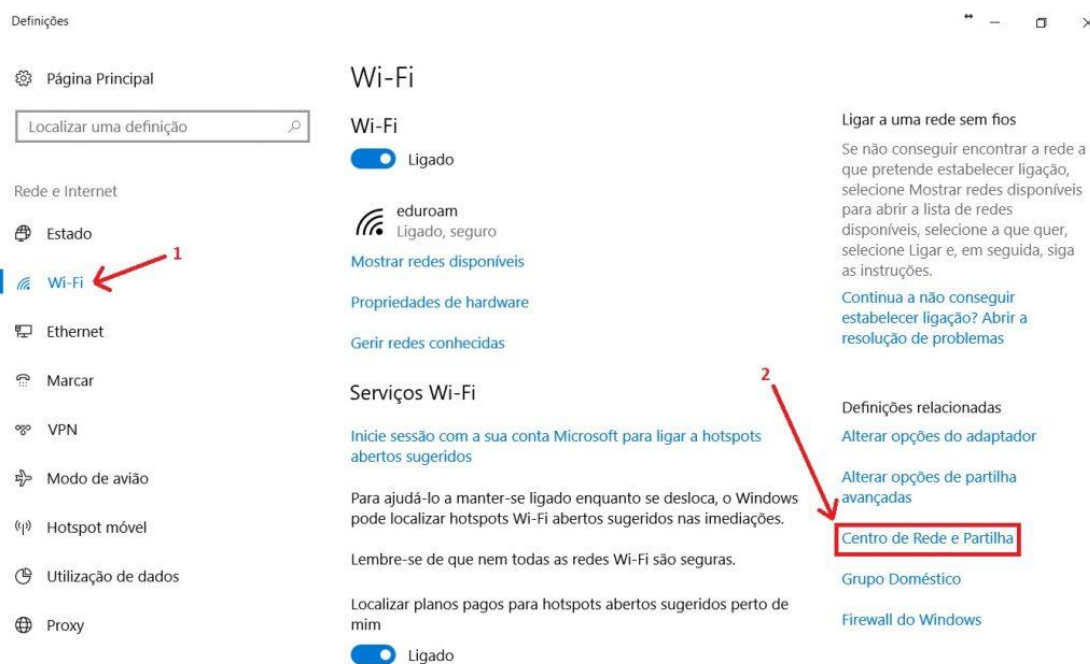 Definições
Página Principal
Localizar uma definição
Rede e Internet
Estado
1
Wi-Fi
Ethernet
Marcar
VPN
Modo de avião
Hotspot móvel
Utilização de dados
Proxy
Wi-Fi
Wi-Fi
Ligado
eduroam
Ligado, seguro
Mostrar redes disponíveis
Propriedades de hardware
Gerir redes conhecidas
Serviços Wi-Fi
Inicie sessão com a sua conta Microsoft para ligar a hotspots
abertos sugeridos
Para ajudá-lo a manter-se ligado enquanto se desloca, o Windows
pode localizar hotspots Wi-Fi abertos sugeridos nas imediações.
Lembre-se de que nem todas as redes Wi-Fi são seguras.
Localizar planos pagos para hotspots abertos sugeridos perto de
mim
Ligado
Ligar a uma rede sem fios
Se não conseguir encontrar a rede a
que pretende estabelecer ligação,
selecione Mostrar redes disponíveis
para abrir a lista de redes
disponíveis, selecione a que quer,
selecione Ligar e, em seguida, siga
as instruções.
Continua a não conseguir
estabelecer ligação? Abrir a
resolução de problemas
2
Definições relacionadas
Alterar opções do adaptador
Alterar opções de partilha
avançadas
Centro de Rede e Partilha
Grupo Doméstico
Firewall do Windows